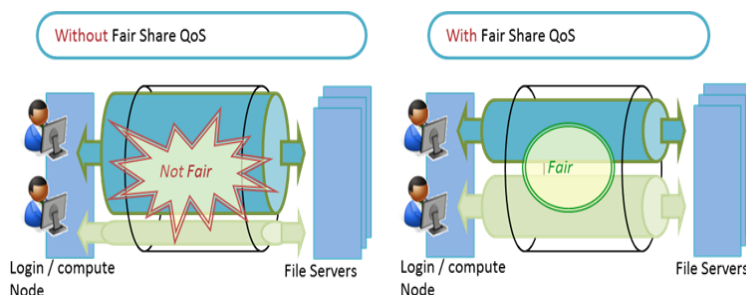 Without Fair Share QoS
With Fair Share QoS
Not Fair
Fair
Login / compute
Node
File Servers
Login / compute
Node
File Servers